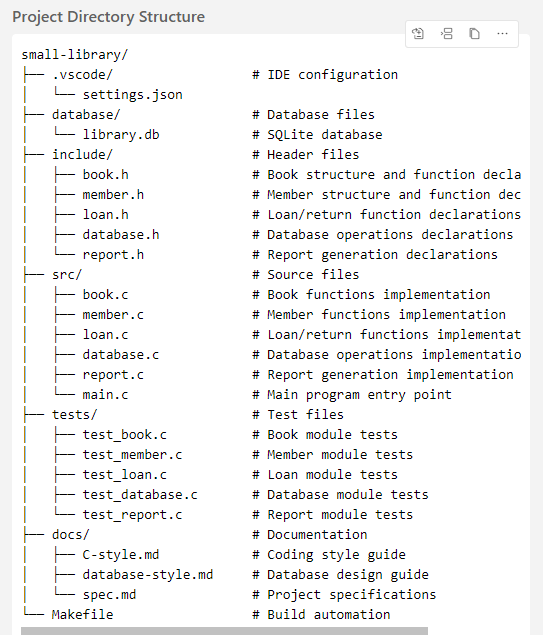 Project Directory Structure
small-library/
├── .vscode/                  # IDE configuration
│   └── settings.json
├── database/                 # Database files
│   └── library.db            # SQLite database
├── include/                  # Header files
│   ├── book.h                # Book structure and function decla
│   ├── member.h              # Member structure and function dec
│   ├── loan.h                # Loan/return function declarations
│   ├── database.h            # Database operations declarations
│   └── report.h              # Report generation declarations
├── src/                      # Source files
│   ├── book.c                # Book functions implementation
│   ├── member.c              # Member functions implementation
│   ├── loan.c                # Loan/return functions implementat
│   ├── database.c            # Database operations implementatio
│   ├── report.c              # Report generation implementation
│   └── main.c                # Main program entry point
├── tests/                    # Test files
│   ├── test_book.c           # Book module tests
│   ├── test_member.c         # Member module tests
│   ├── test_loan.c           # Loan module tests
│   ├── test_database.c       # Database module tests
│   └── test_report.c         # Report module tests
├── docs/                     # Documentation
│   ├── C-style.md            # Coding style guide
│   ├── database-style.md     # Database design guide
│   └── spec.md               # Project specifications
└── Makefile                  # Build automation